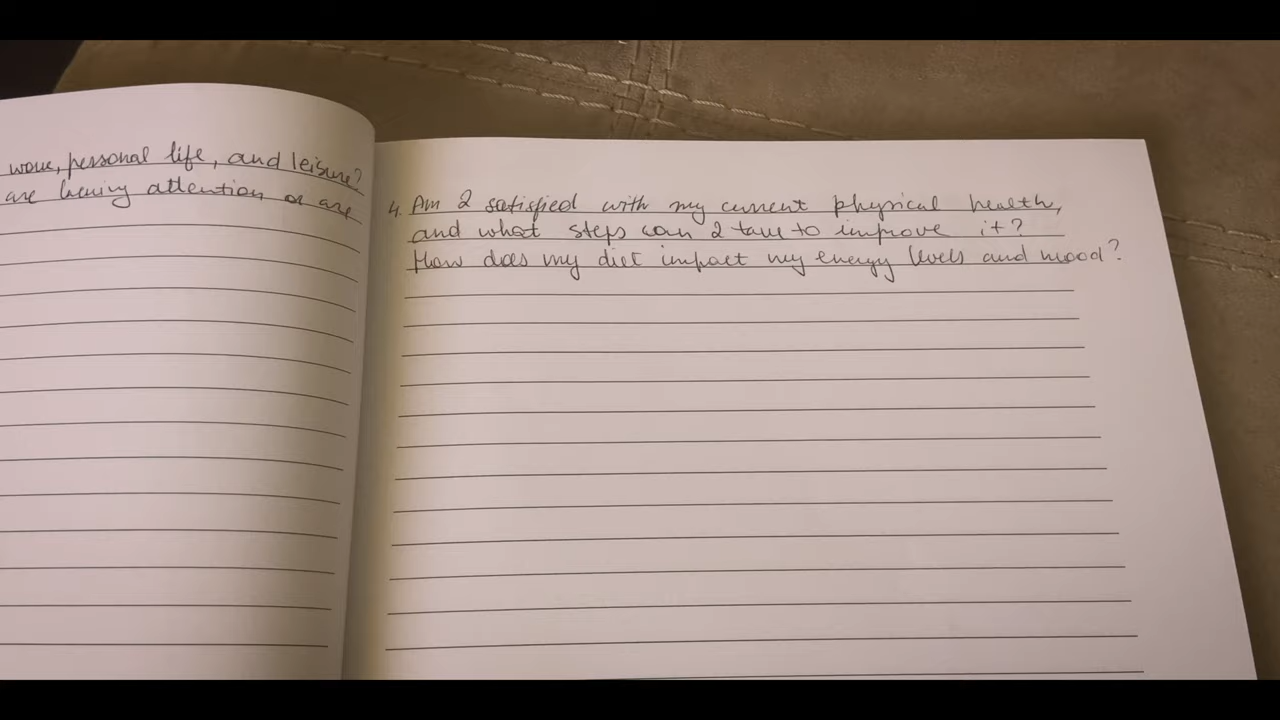 work, personal life, and leisure?
are having attention or are
4. Am I satisfied with my current physical health,
and what steps can I take to improve it?
How does my diet impact my energy levels and mood?